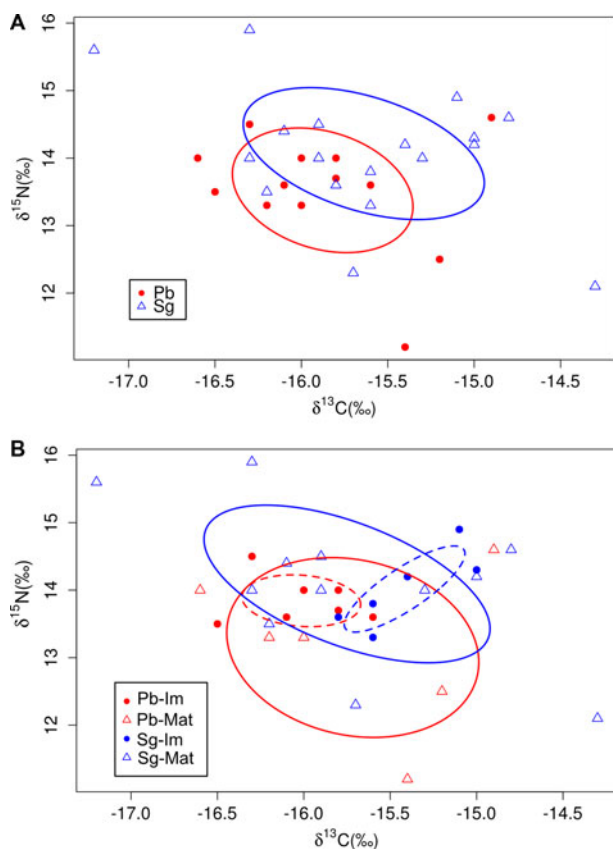 A
16
15
14
13
12
δ15N(‰)
Pb
Sg
-17.0 -16.5 -16.0 -15.5 -15.0 -14.5
δ13C(‰)
B
16
15
14
13
12
δ15N(‰)
Pb-Im
Pb-Mat
Sg-Im
Sg-Mat
-17.0 -16.5 -16.0 -15.5 -15.0 -14.5
δ13C(‰)